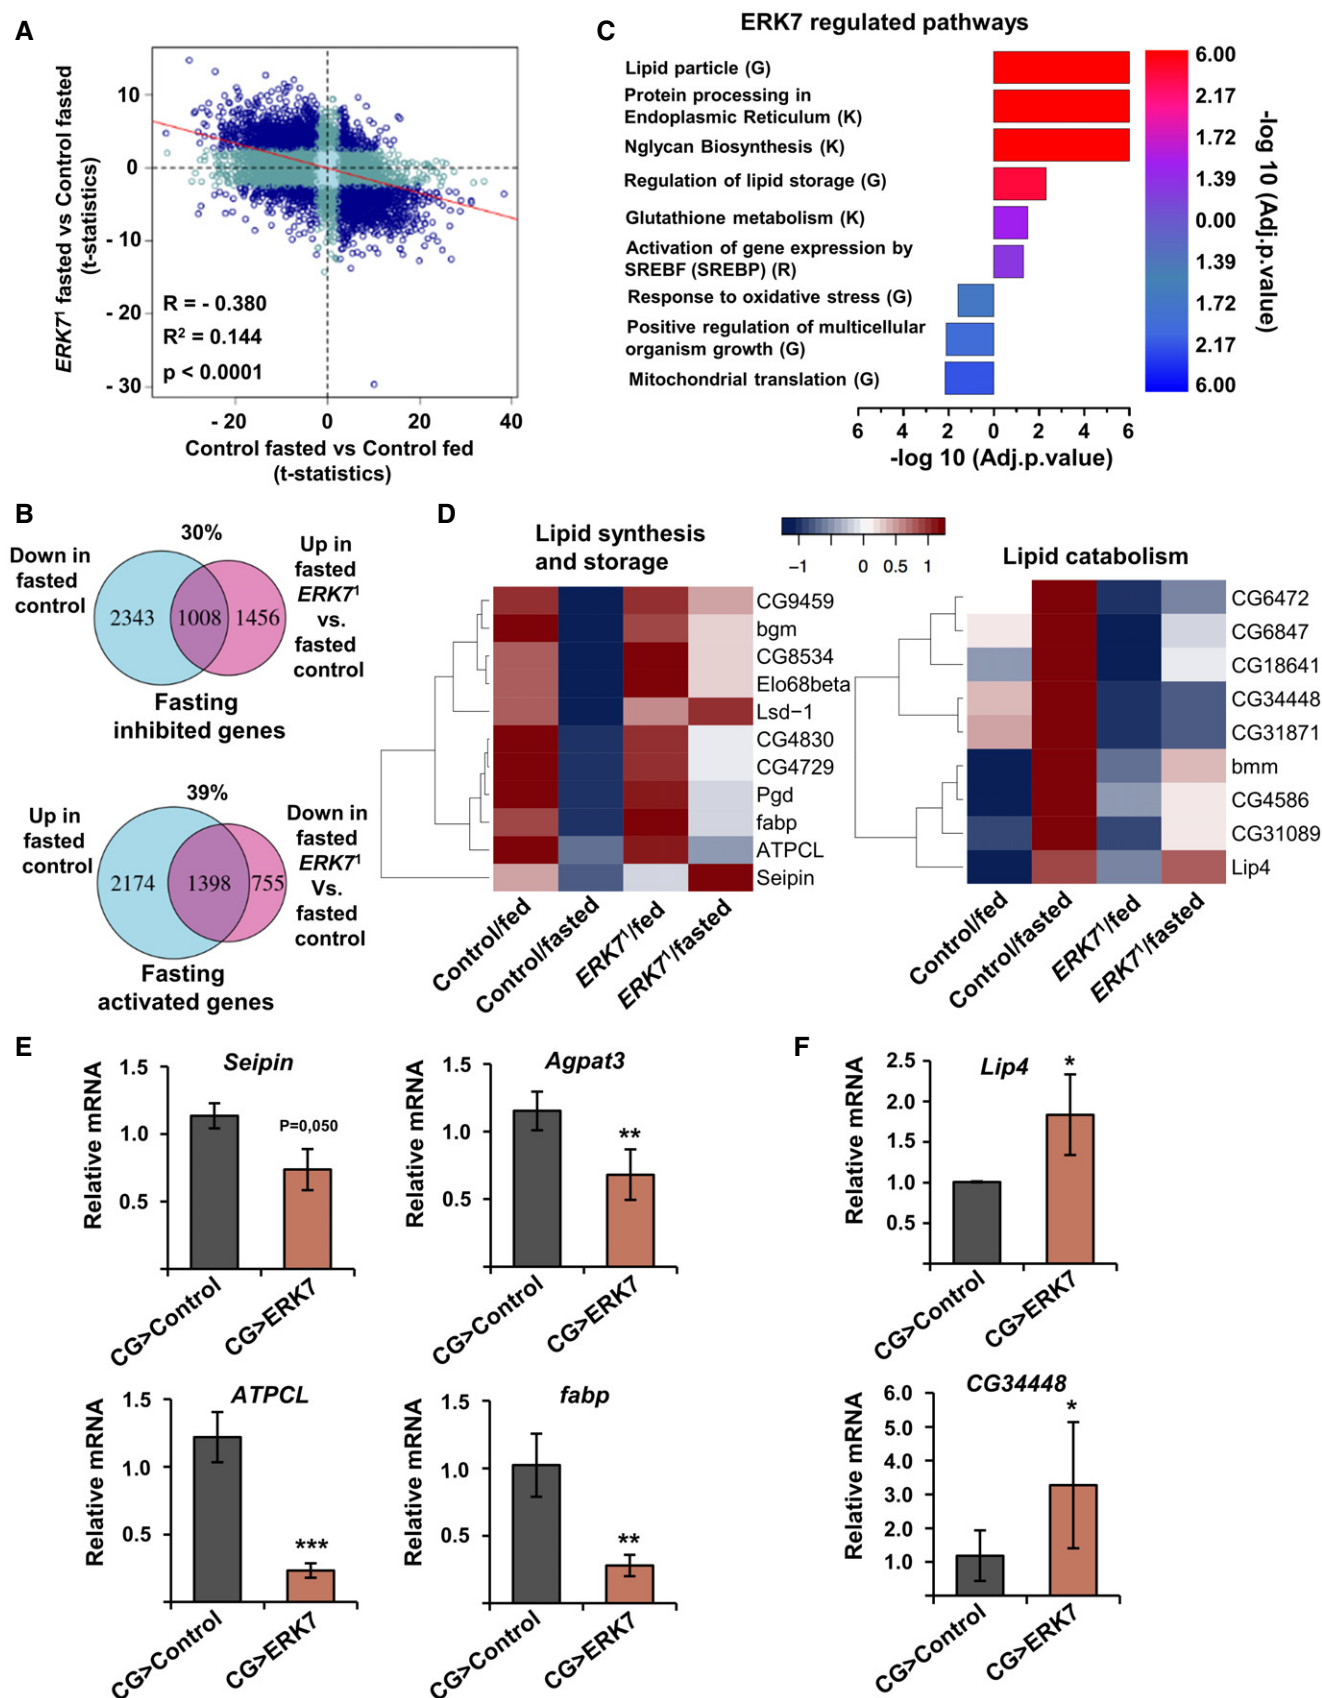 A
ERK7¹ fasted vs Control fasted
(t-statistics)
10
0
- 10
- 20
- 30
R = - 0.380
R² = 0.144
p < 0.0001
- 20
0
20
40
Control fasted vs Control fed
(t-statistics)
C
ERK7 regulated pathways
Lipid particle (G)
Protein processing in
Endoplasmic Reticulum (K)
Nglycan Biosynthesis (K)
Regulation of lipid storage (G)
Glutathione metabolism (K)
Activation of gene expression by
SREBF (SREBP) (R)
Response to oxidative stress (G)
Positive regulation of multicellular
organism growth (G)
Mitochondrial translation (G)
6 4 2 0 2 4 6
-log 10 (Adj.p.value)
6.00
2.17
1.72
1.39
0.00
1.39
1.72
2.17
6.00
-log 10 (Adj.p.value)
B
30%
Down in
fasted
control
2343
1008
1456
Up in
fasted
ERK7¹
vs.
fasted
control
Fasting
inhibited genes
39%
Up in
fasted
control
2174
1398
755
Down in
fasted
ERK7¹
Vs.
fasted
control
Fasting
activated genes
D
Lipid synthesis
and storage
−1 0 0.5 1
CG9459
bgm
CG8534
Elo68beta
Lsd−1
CG4830
CG4729
Pgd
fabp
ATPCL
Seipin
Control/fed
Control/fasted
ERK7¹/fed
ERK7¹/fasted
Lipid catabolism
CG6472
CG6847
CG18641
CG34448
CG31871
bmm
CG4586
CG31089
Lip4
Control/fed
Control/fasted
ERK7¹/fed
ERK7¹/fasted
E
Seipin
Relative mRNA
1.5
1.0
0.5
P=0,050
CG>Control
CG>ERK7
Agpat3
Relative mRNA
1.5
1.0
0.5
**
CG>Control
CG>ERK7
ATPCL
Relative mRNA
1.5
1.0
0.5
***
CG>Control
CG>ERK7
fabp
Relative mRNA
1.5
1.0
0.5
**
CG>Control
CG>ERK7
F
Lip4
Relative mRNA
2.5
2.0
1.5
1.0
0.5
*
CG>Control
CG>ERK7
CG34448
Relative mRNA
6.0
5.0
4.0
3.0
2.0
1.0
*
CG>Control
CG>ERK7